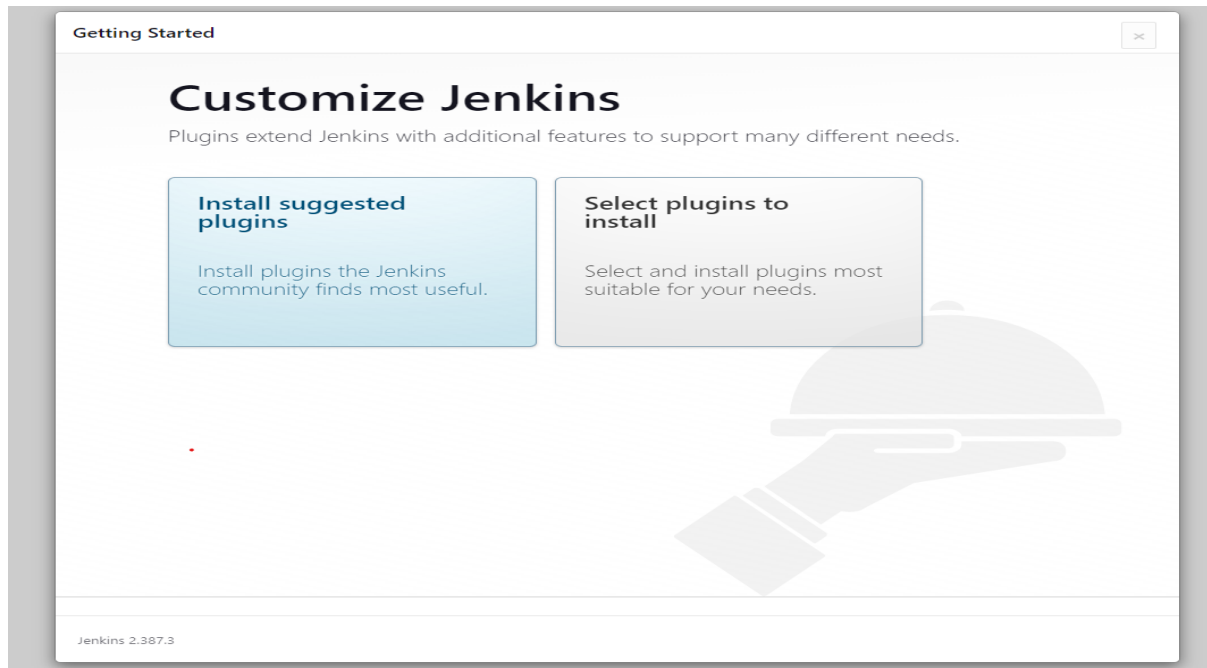 Getting Started
×
Customize Jenkins
Plugins extend Jenkins with additional features to support many different needs.
Install suggested
plugins
Install plugins the Jenkins
community finds most useful.
Select plugins to
install
Select and install plugins most
suitable for your needs.
Jenkins 2.387.3